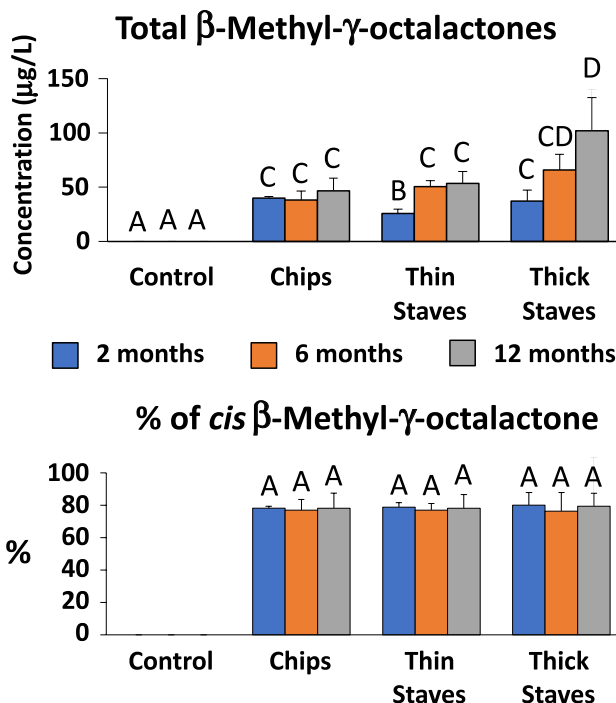 Total β-Methyl-γ-octalactones
Concentration (µg/L)
150
100
50
0
A A A
C C C
B C C
C CD D
Control Chips Thin Staves Thick Staves
2 months 6 months 12 months
% of cis β-Methyl-γ-octalactone
%
100
80
60
40
20
0
A A A
A A A
A A A
Control Chips Thin Staves Thick Staves